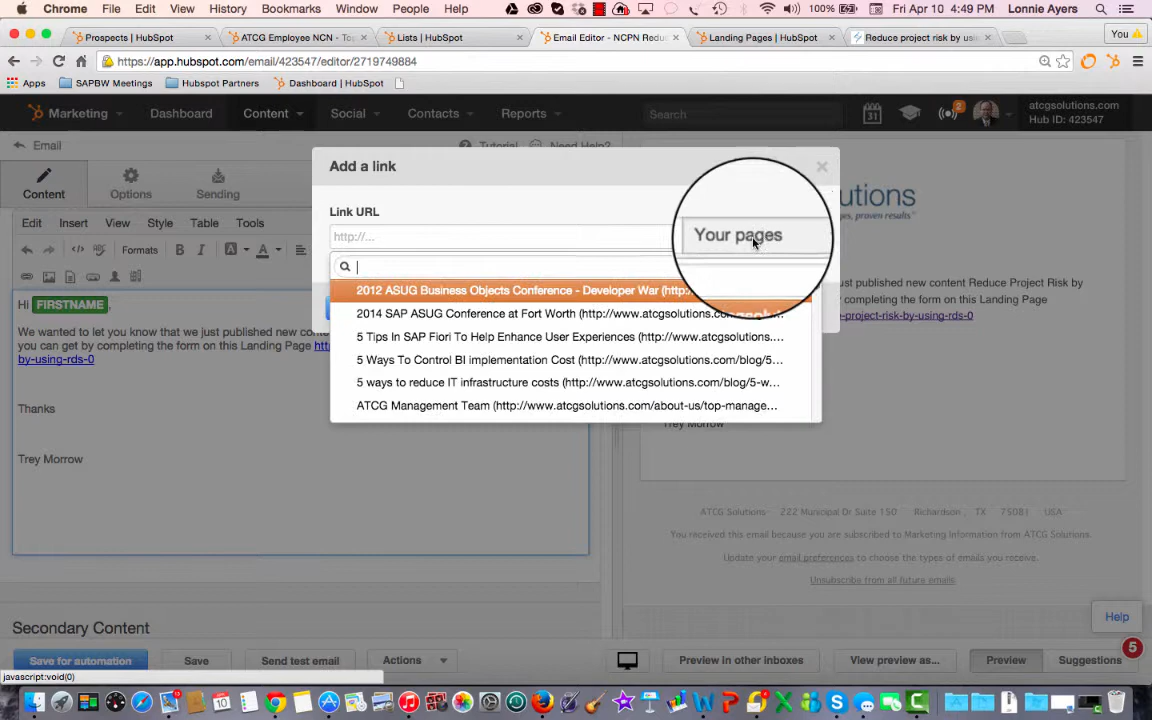 Chrome File Edit View History Bookmarks Window People Help 100% Fri Apr 10 4:49 PM Lonnie Ayers
Prospects | HubSpot ATCG Employee NCN - To Lists | HubSpot Email Editor - NCPN Redu Landing Pages | HubSpot Reduce project risk by us You
https://app.hubspot.com/email/423547/editor/2719749884
Apps SAPBW Meetings Hubspot Partners Dashboard | HubSpot
Marketing Dashboard Content Social Contacts Reports Search 31 2 atcgsolutions.com
Hub ID: 423547
Email Tutorial Need Help?
Content Options Sending
Add a link
Link URL
http://...
Your pages
2012 ASUG Business Objects Conference - Developer War (http:
2014 SAP ASUG Conference at Fort Worth (http://www.atcgsolutions.com
5 Tips In SAP Fiori To Help Enhance User Experiences (http://www.atcgsolutions....
5 Ways To Control BI implementation Cost (http://www.atcgsolutions.com/blog/5...
5 ways to reduce IT infrastructure costs (http://www.atcgsolutions.com/blog/5-w...
ATCG Management Team (http://www.atcgsolutions.com/about-us/top-manage...
Edit Insert View Style Table Tools
Formats
B I A A
Hi FIRSTNAME,
We wanted to let you know that we just published new conte
you can get by completing the form on this Landing Page htt
by-using-rds-0
Thanks
Trey Morrow
olutions
, proven results"
published new content Reduce Project Risk by
completing the form on this Landing Page
-project-risk-by-using-rds-0
Trey Morrow
ATCG Solutions 222 Municipal Dr Suite 150 Richardson, TX 75081 USA
You received this email because you are subscribed to Marketing Information from ATCG Solutions.
Update your email preferences to choose the types of emails you receive.
Unsubscribe from all future emails
Help
Secondary Content
Save for automation Save Send test email Actions Preview in other inboxes View preview as... Preview Suggestions 5
javascript:void(0)